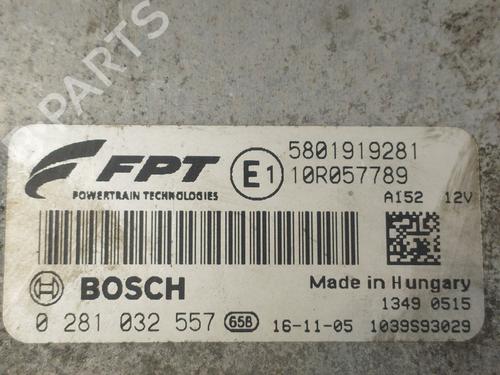 PARTS
FPT
POWERTRAIN TECHNOLOGIES
E1
5801919281
10R057789
A152 12V
BOSCH
Made in Hungary
1349 0515
0 281 032 557 65B 16-11-05 1039S93029